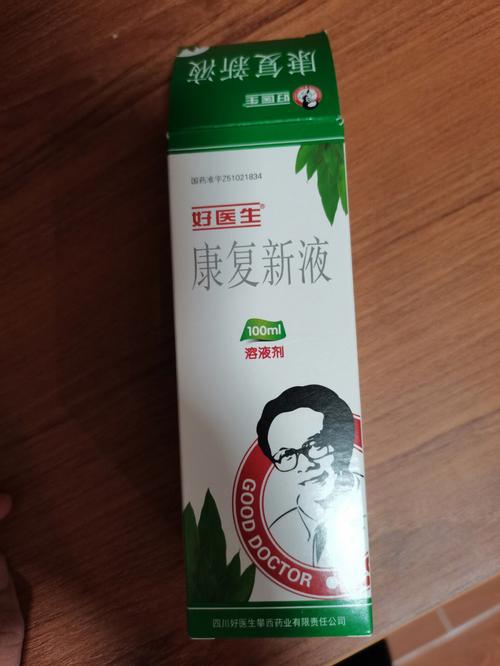 康复新液
好医生
国药准字Z51021834
好医生®
康复新液
100ml
溶液剂
GOOD DOCTOR
四川好医生攀西药业有限责任公司